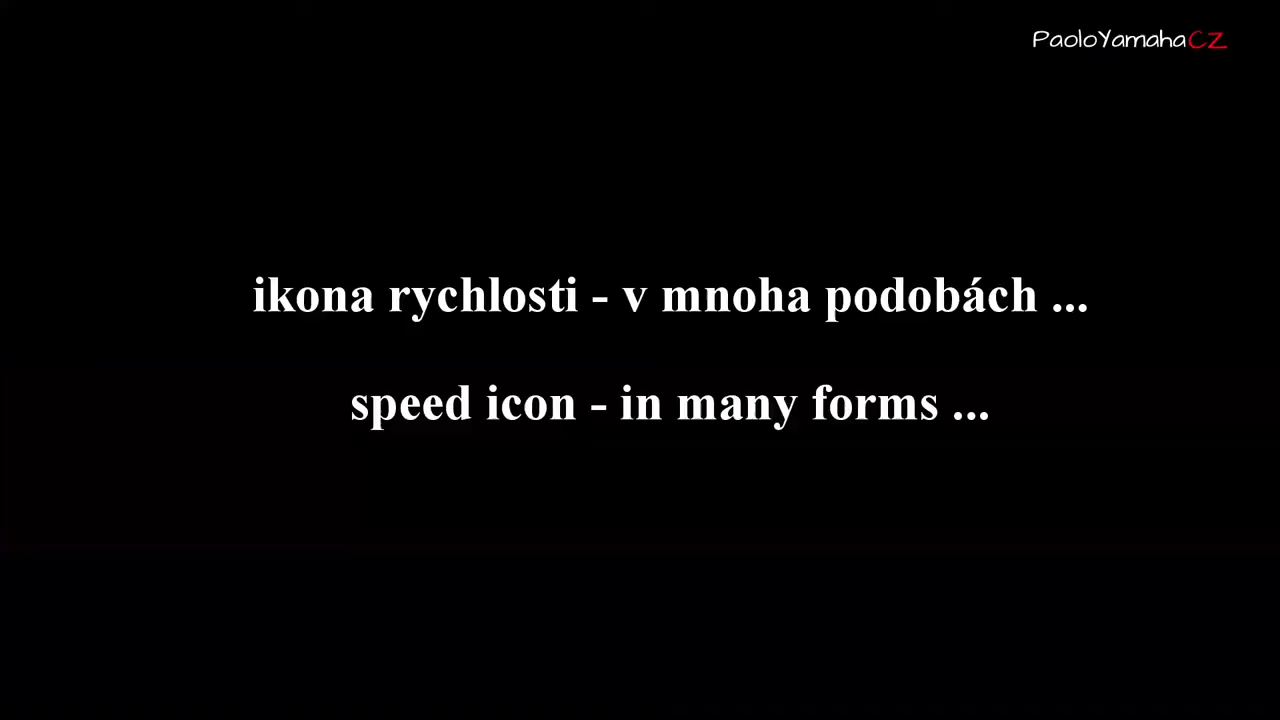 PaoloYamahaCZ
ikona rychlosti - v mnoha podobách ...
speed icon - in many forms ...